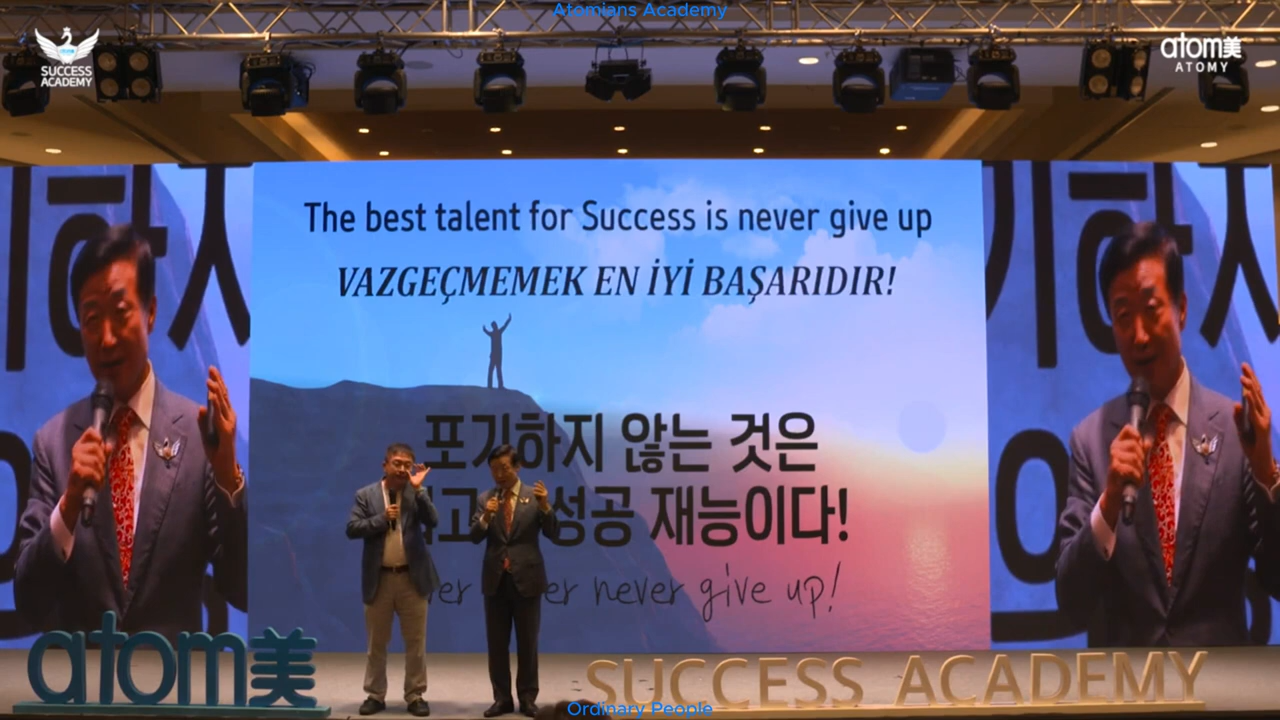 Atomians Academy
SUCCESS
ACADEMY
atom美
ATOMY
The best talent for Success is never give up
VAZGEÇMEMEK EN İYİ BAŞARIDIR!
포기하지 않는 것은
성공 재능이다!
never give up!
atom美
SUCCESS ACADEMY
Ordinary People